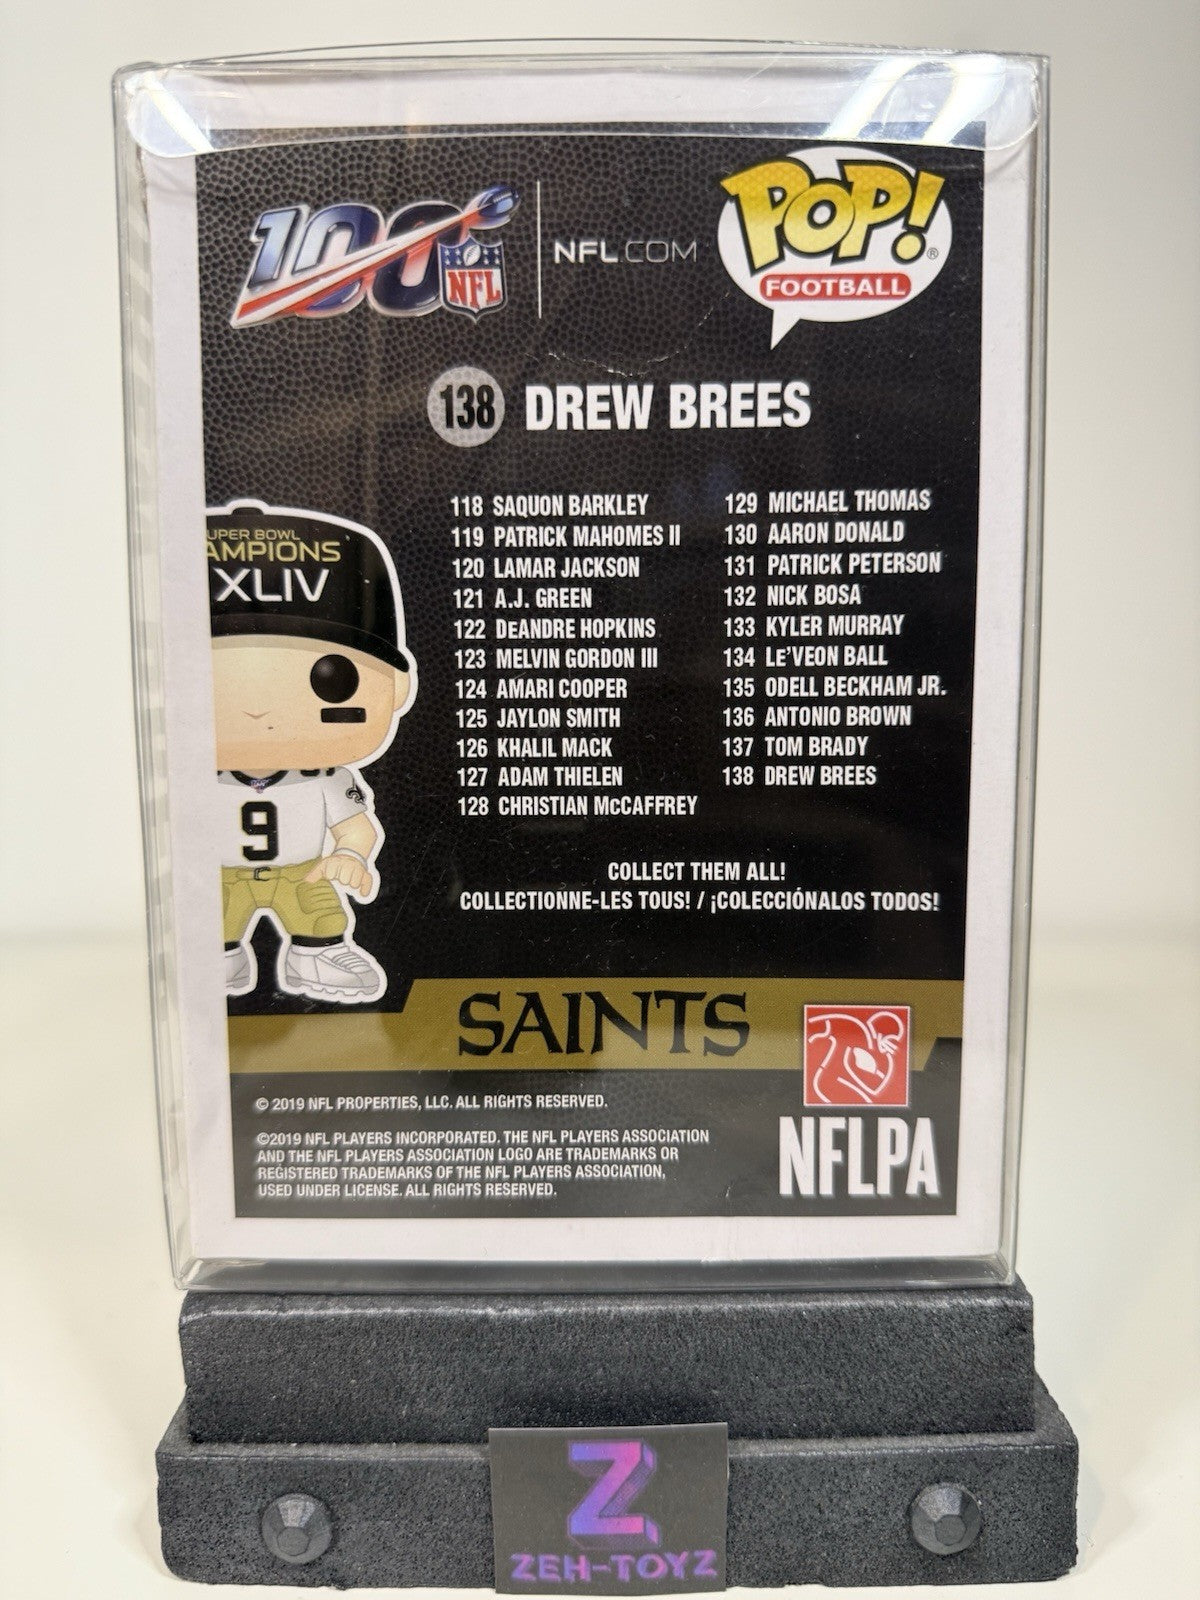 100
NFL
NFL.COM
POP!®
FOOTBALL
138 DREW BREES
118 SAQUON BARKLEY
119 PATRICK MAHOMES II
120 LAMAR JACKSON
121 A.J. GREEN
122 DEANDRE HOPKINS
123 MELVIN GORDON III
124 AMARI COOPER
125 JAYLON SMITH
126 KHALIL MACK
127 ADAM THIELEN
128 CHRISTIAN McCAFFREY
129 MICHAEL THOMAS
130 AARON DONALD
131 PATRICK PETERSON
132 NICK BOSA
133 KYLER MURRAY
134 LE'VEON BALL
135 ODELL BECKHAM JR.
136 ANTONIO BROWN
137 TOM BRADY
138 DREW BREES
UPER BOWL
AMPIONS
XLIV
9
COLLECT THEM ALL!
COLLECTIONNE-LES TOUS! / ¡COLECCIÓNALOS TODOS!
SAINTS
© 2019 NFL PROPERTIES, LLC. ALL RIGHTS RESERVED.
©2019 NFL PLAYERS INCORPORATED. THE NFL PLAYERS ASSOCIATION
AND THE NFL PLAYERS ASSOCIATION LOGO ARE TRADEMARKS OR
REGISTERED TRADEMARKS OF THE NFL PLAYERS ASSOCIATION,
USED UNDER LICENSE. ALL RIGHTS RESERVED.
NFLPA
Z
ZEH-TOYZ